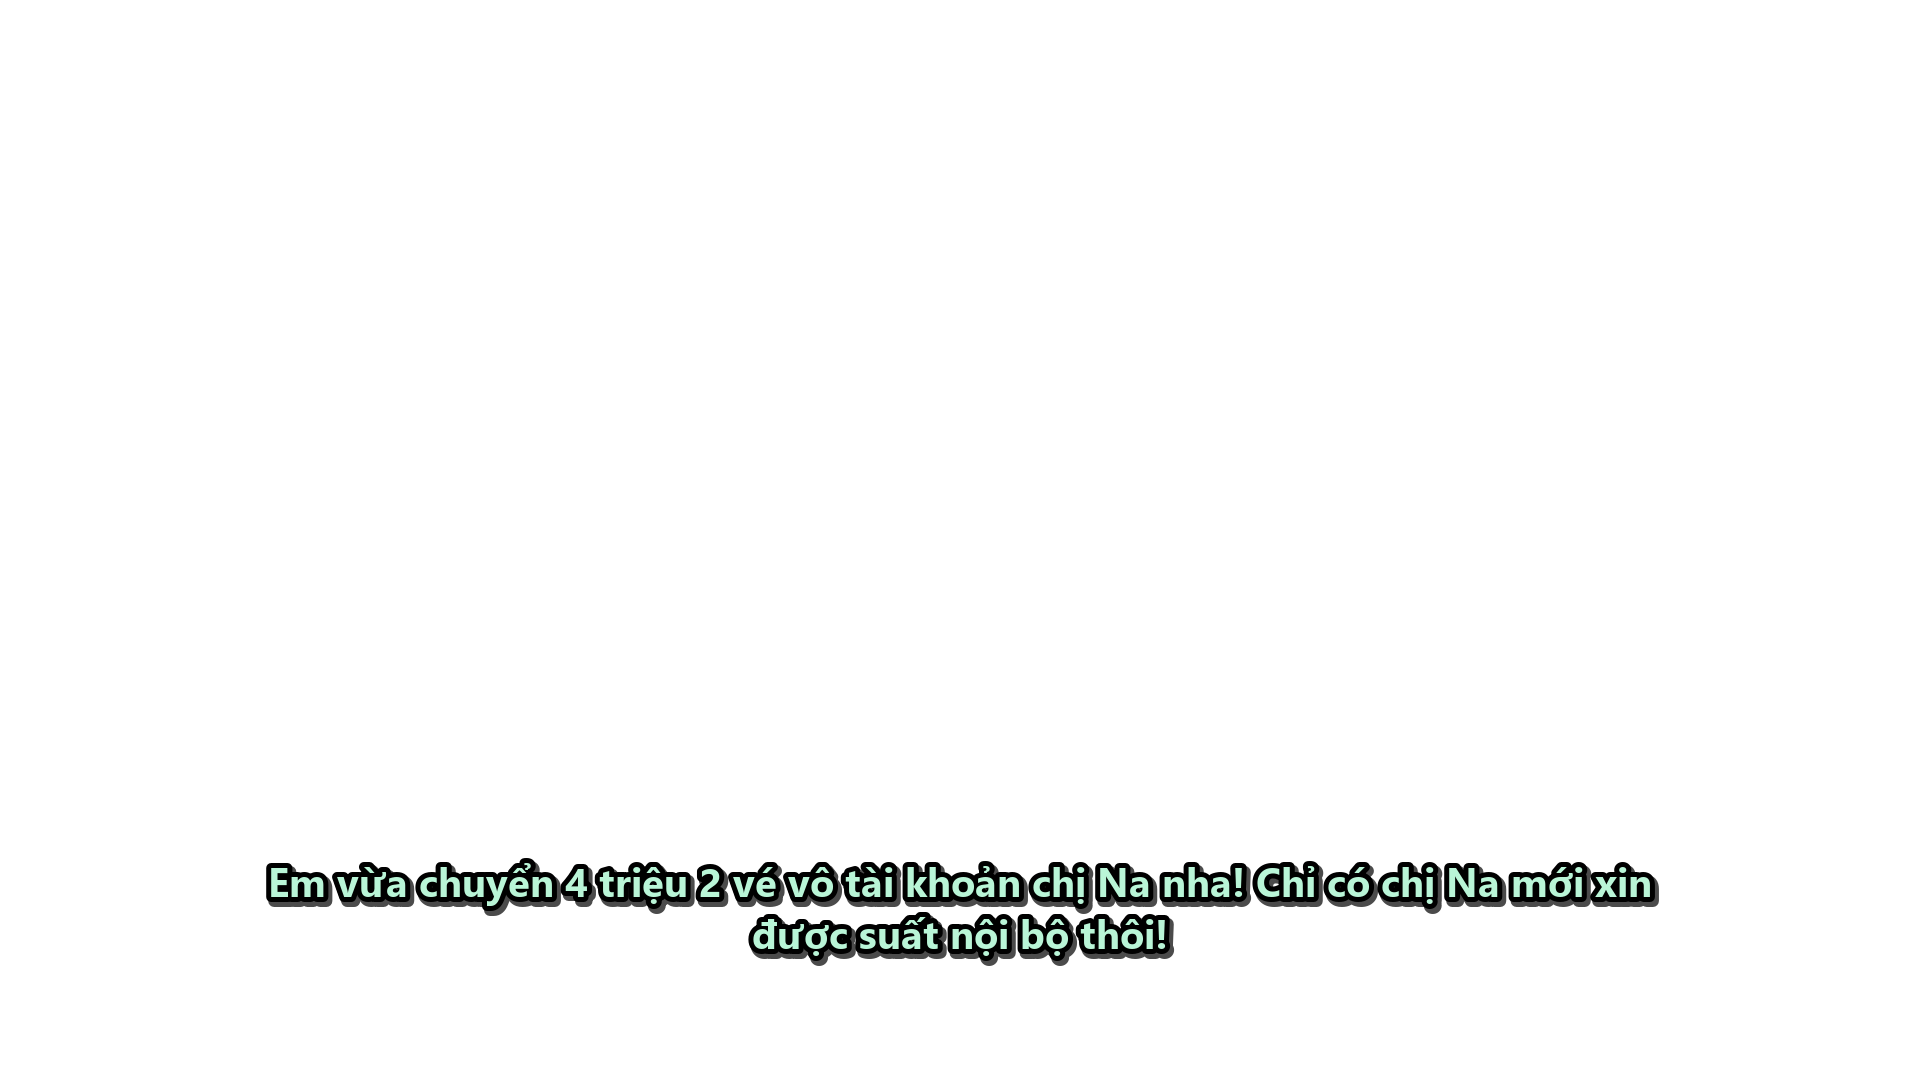 Em vừa chuyển 4 triệu 2 vé vô tài khoản chị Na nha! Chỉ có chị Na mới xin
được suất nội bộ thôi!